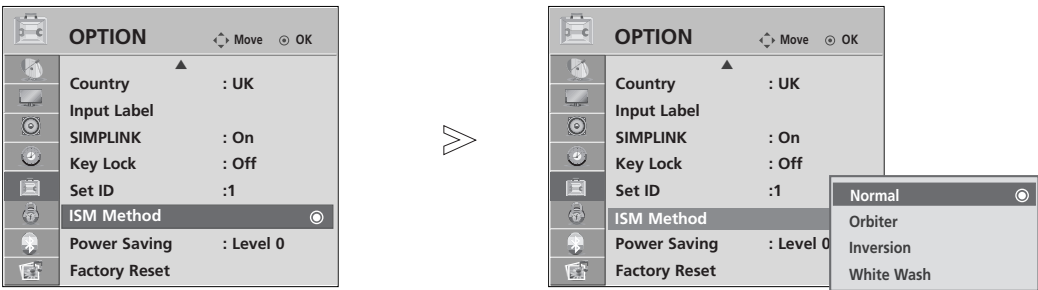 OPTION Move OK
Country : UK
Input Label
SIMPLINK : On
Key Lock : Off
Set ID :1
ISM Method
Power Saving : Level 0
Factory Reset
>
OPTION Move OK
Country : UK
Input Label
SIMPLINK : On
Key Lock : Off
Set ID :1
ISM Method
Power Saving : Level 0
Factory Reset
Normal
Orbiter
Inversion
White Wash